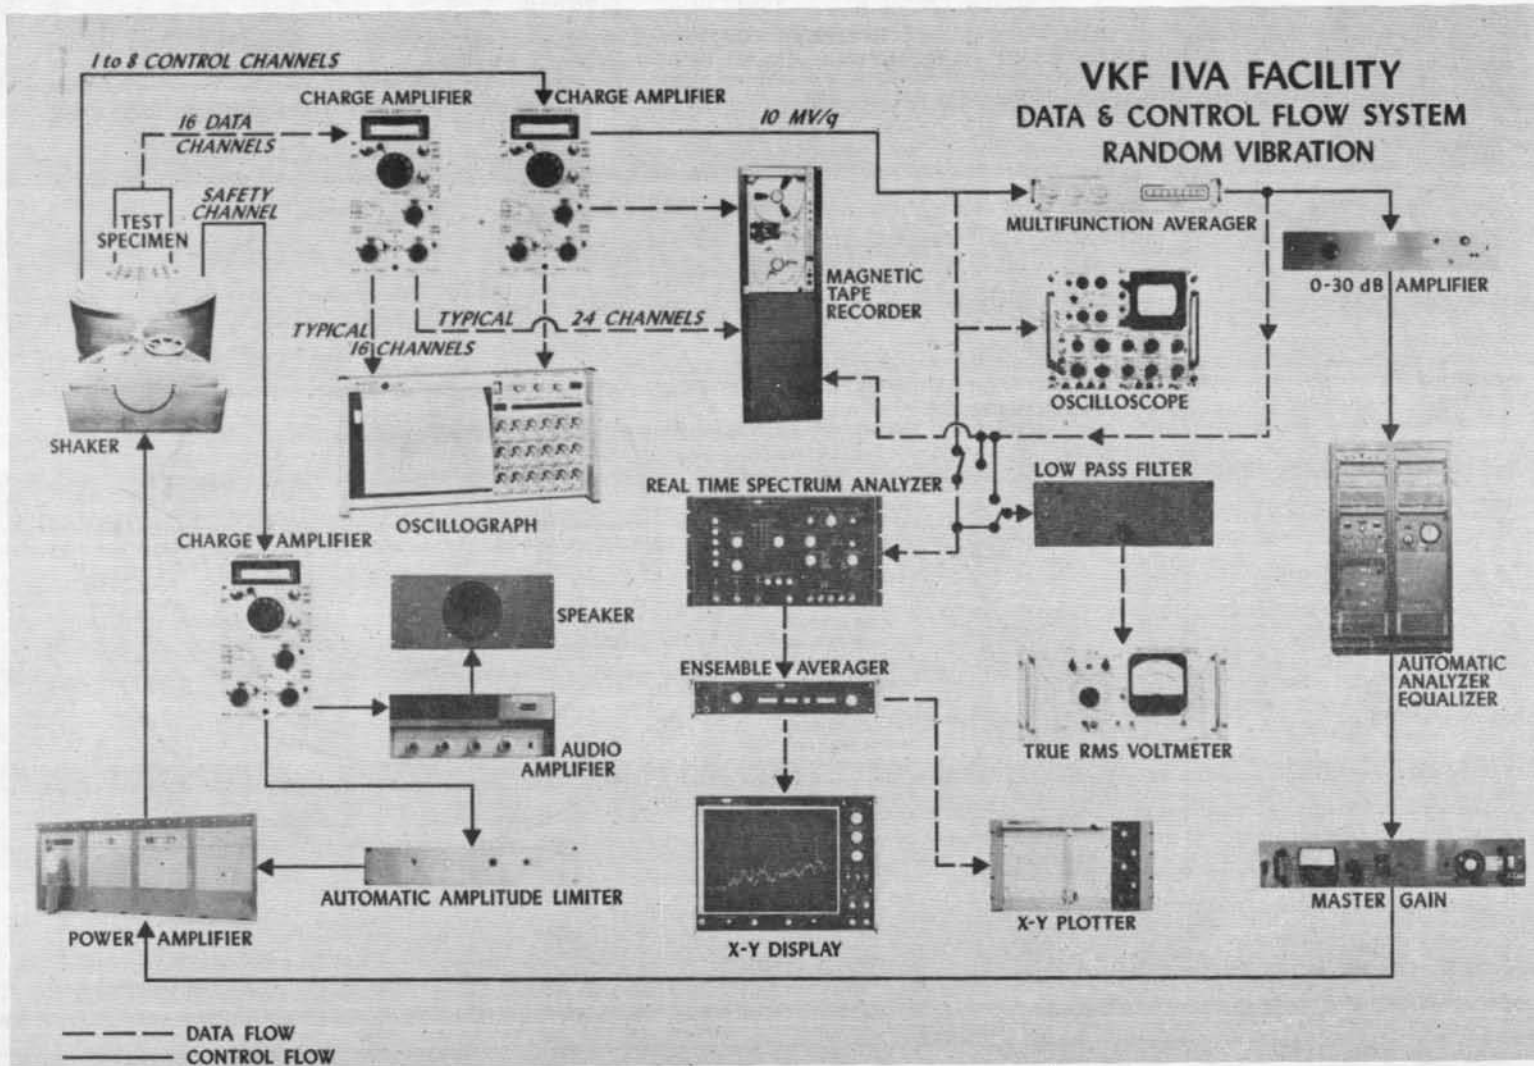 VKF IVA FACILITY
DATA & CONTROL FLOW SYSTEM
RANDOM VIBRATION
1 to 8 CONTROL CHANNELS
CHARGE AMPLIFIER
CHARGE AMPLIFIER
10 MV/g
16 DATA
CHANNELS
SAFETY
CHANNEL
TEST
SPECIMEN
MULTIFUNCTION AVERAGER
0-30 dB AMPLIFIER
MAGNETIC
TAPE
RECORDER
TYPICAL
16 CHANNELS
TYPICAL 24 CHANNELS
OSCILLOSCOPE
SHAKER
OSCILLOGRAPH
REAL TIME SPECTRUM ANALYZER
LOW PASS FILTER
CHARGE AMPLIFIER
SPEAKER
ENSEMBLE AVERAGER
AUTOMATIC
ANALYZER
EQUALIZER
TRUE RMS VOLTMETER
AUDIO
AMPLIFIER
AUTOMATIC AMPLITUDE LIMITER
POWER AMPLIFIER
X-Y DISPLAY
X-Y PLOTTER
MASTER GAIN
DATA FLOW
CONTROL FLOW